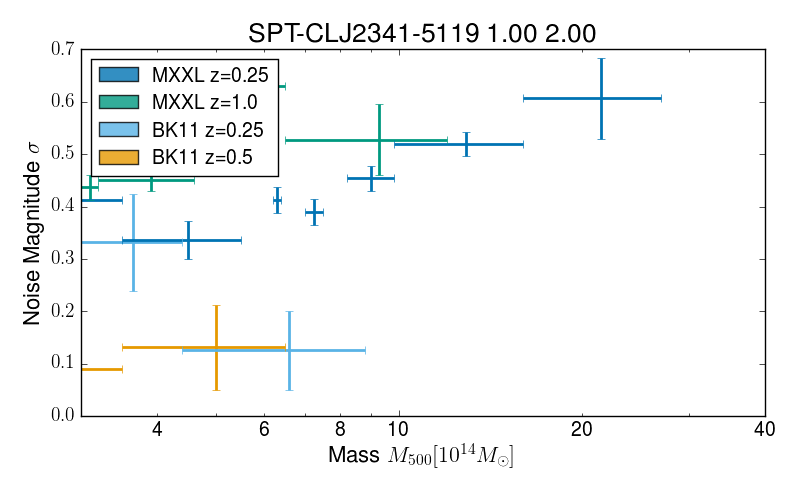 SPT-CLJ2341-5119 1.00 2.00
MXXL z=0.25
MXXL z=1.0
BK11 z=0.25
BK11 z=0.5
Noise Magnitude σ
0.7
0.6
0.5
0.4
0.3
0.2
0.1
0.0
4 6 8 10 20 40
Mass M₅₀₀[10¹⁴M⊙]